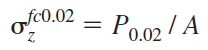 σ_z^{fc0.02} = P_{0.02} / A